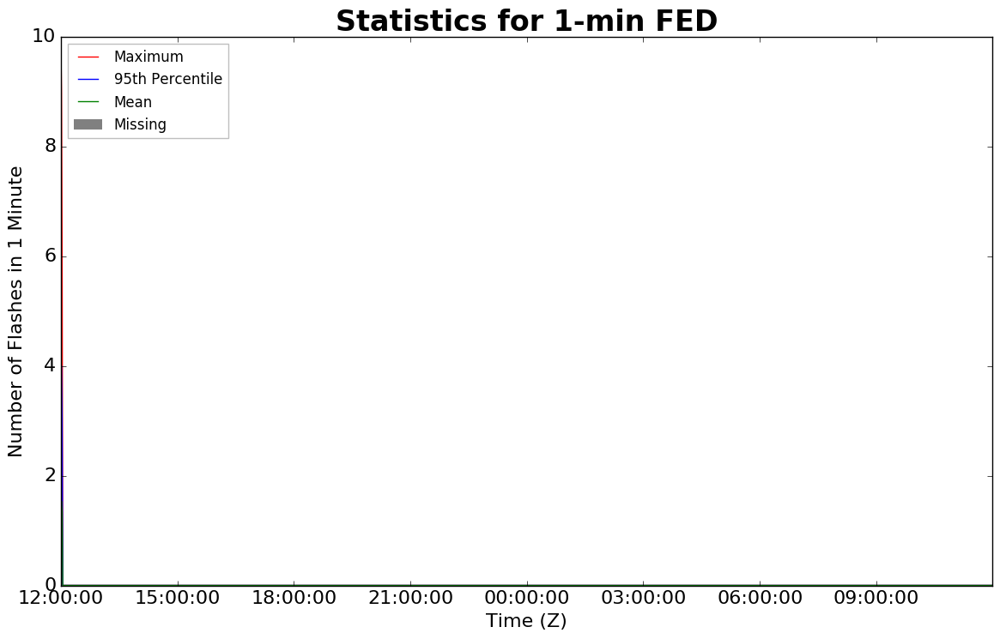 Statistics for 1-min FED
10
8
6
4
2
0
Number of Flashes in 1 Minute
Maximum
95th Percentile
Mean
Missing
12:00:00 15:00:00 18:00:00 21:00:00 00:00:00 03:00:00 06:00:00 09:00:00
Time (Z)